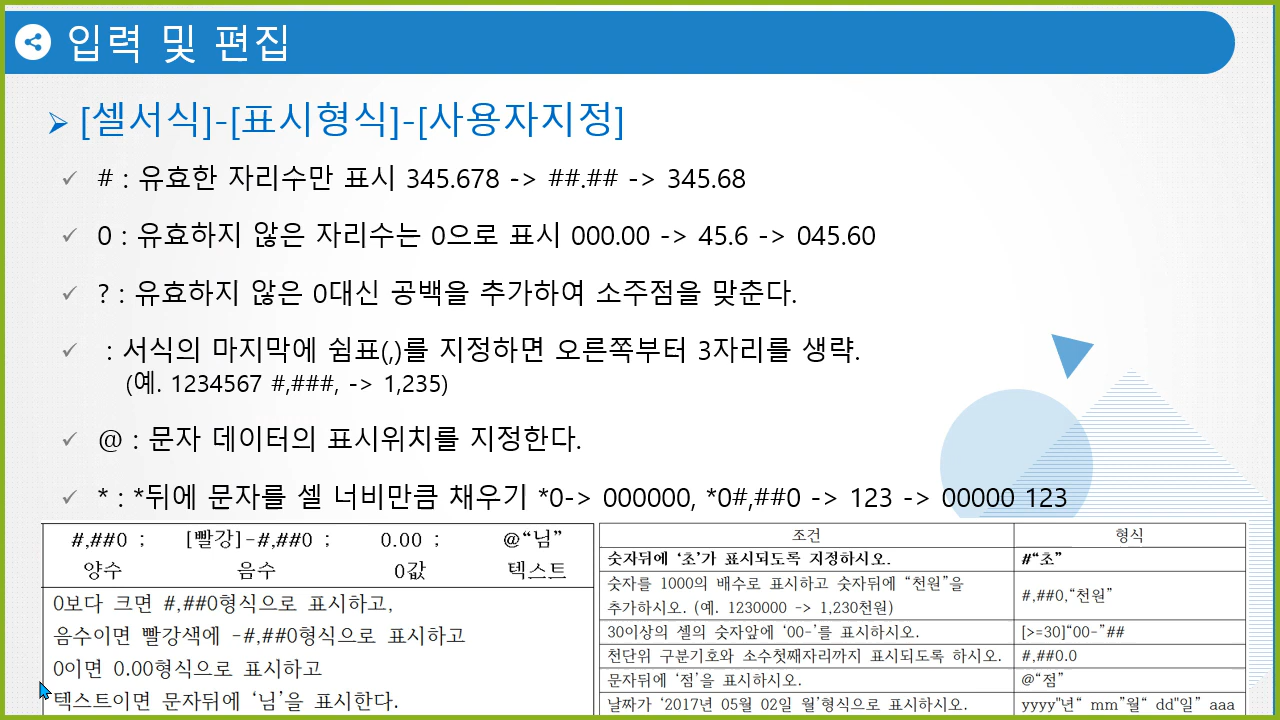 입력 및 편집
[셀서식]-[표시형식]-[사용자지정]
# : 유효한 자리수만 표시 345.678 -> ##.## -> 345.68
0 : 유효하지 않은 자리수는 0으로 표시 000.00 -> 45.6 -> 045.60
? : 유효하지 않은 0대신 공백을 추가하여 소주점을 맞춘다.
: 서식의 마지막에 쉼표(,)를 지정하면 오른쪽부터 3자리를 생략.
(예. 1234567 #,###, -> 1,235)
@ : 문자 데이터의 표시위치를 지정한다.
* : *뒤에 문자를 셀 너비만큼 채우기 *0-> 000000, *0#,##0 -> 123 -> 00000 123
#,##0 ; [빨강]-#,##0 ; 0.00 ; @“님”
양수 음수 0값 텍스트
0보다 크면 #,##0형식으로 표시하고,
음수이면 빨강색에 -#,##0형식으로 표시하고
0이면 0.00형식으로 표시하고
텍스트이면 문자뒤에 ‘님’을 표시한다.
조건 형식
숫자뒤에 ‘초’가 표시되도록 지정하시오. #“초”
숫자를 1000의 배수로 표시하고 숫자뒤에 “천원”을
추가하시오. (예. 1230000 -> 1,230천원) #,##0,“천원”
30이상의 셀의 숫자앞에 ‘00-’를 표시하시오. [>=30]“00-”##
천단위 구분기호와 소수첫째자리까지 표시되도록 하시오. #,##0.0
문자뒤에 ‘점’을 표시하시오. @“점”
날짜가 ‘2017년 05월 02일 월’형식으로 표시하시오. yyyy"년“ mm”월“ dd"일” aaa